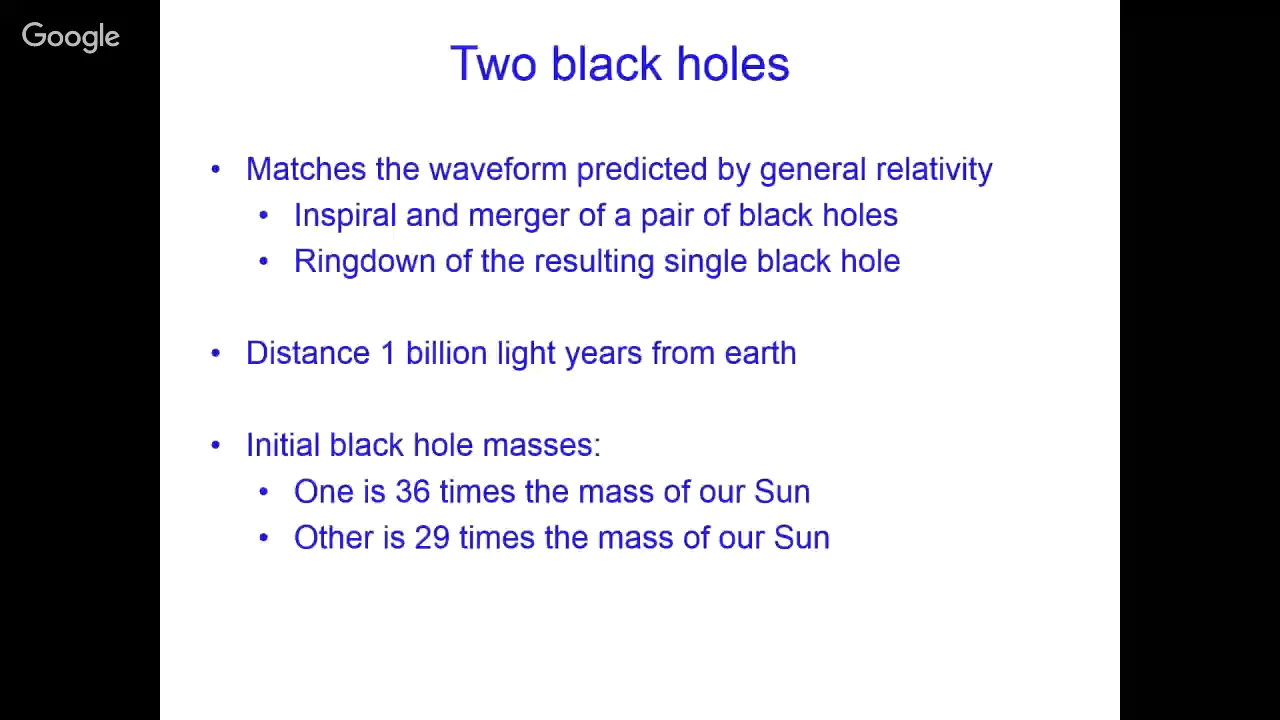 Google
Two black holes
• Matches the waveform predicted by general relativity
• Inspiral and merger of a pair of black holes
• Ringdown of the resulting single black hole
• Distance 1 billion light years from earth
• Initial black hole masses:
• One is 36 times the mass of our Sun
• Other is 29 times the mass of our Sun